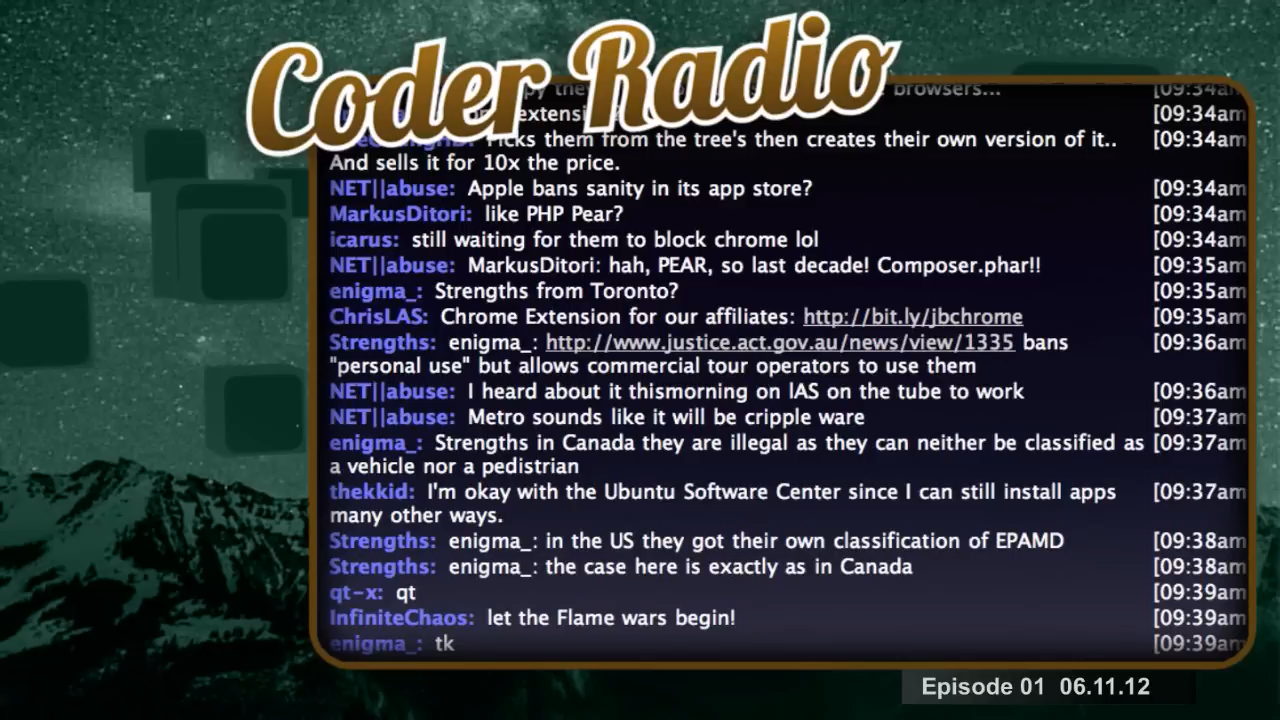 Coder Radio
browsers... [09:34am
extensi [09:34am
Picks them from the tree's then creates their own version of it.. [09:34am
And sells it for 10x the price.
NET||abuse: Apple bans sanity in its app store? [09:34am
MarkusDitori: like PHP Pear? [09:34am
icarus: still waiting for them to block chrome lol [09:34am
NET||abuse: MarkusDitori: hah, PEAR, so last decade! Composer.phar!! [09:35am
enigma_: Strengths from Toronto? [09:35am
ChrisLAS: Chrome Extension for our affiliates: http://bit.ly/jbchrome [09:35am
Strengths: enigma_: http://www.justice.act.gov.au/news/view/1335 bans [09:36am
"personal use" but allows commercial tour operators to use them
NET||abuse: I heard about it thismorning on lAS on the tube to work [09:36am
NET||abuse: Metro sounds like it will be cripple ware [09:37am
enigma_: Strengths in Canada they are illegal as they can neither be classified as [09:37am
a vehicle nor a pedistrian
thekkid: I'm okay with the Ubuntu Software Center since I can still install apps [09:37am
many other ways.
Strengths: enigma_: in the US they got their own classification of EPAMD [09:38am
Strengths: enigma_: the case here is exactly as in Canada [09:38am
qt-x: qt [09:39am
InfiniteChaos: let the Flame wars begin! [09:39am
enigma_: tk [09:39am
Episode 01 06.11.12